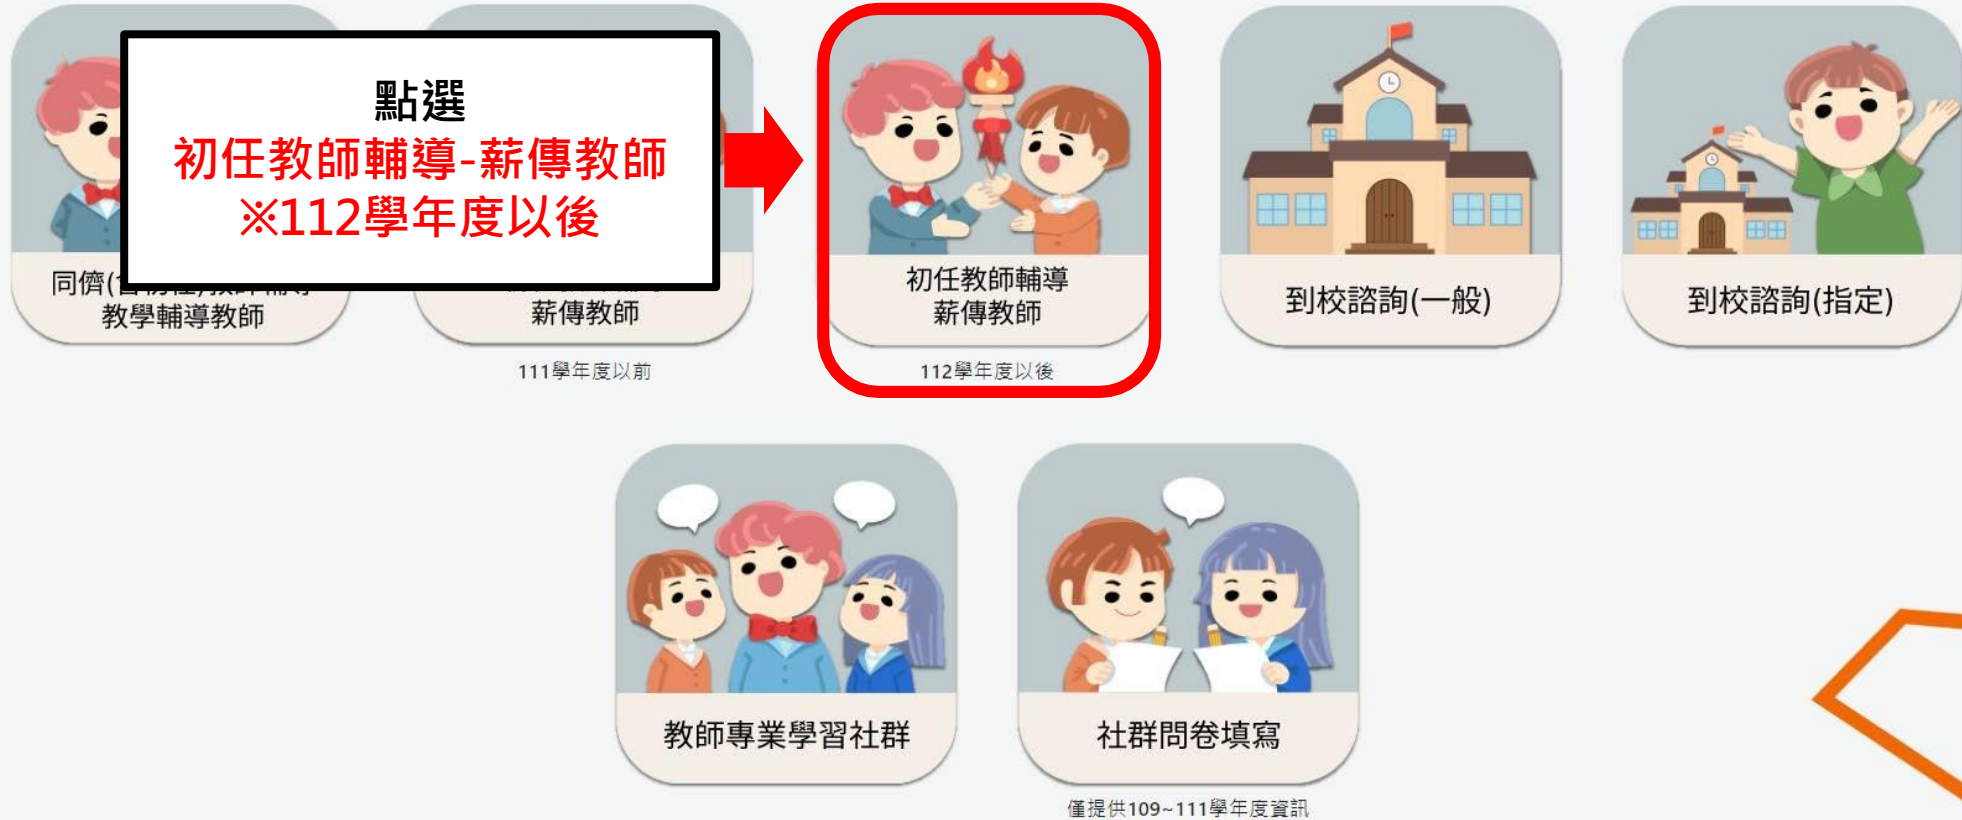 點選
初任教師輔導-薪傳教師
※112學年度以後
同儕(
教學輔導教師
薪傳教師
111學年度以前
初任教師輔導
薪傳教師
112學年度以後
到校諮詢(一般)
到校諮詢(指定)
教師專業學習社群
社群問卷填寫
僅提供109~111學年度資訊